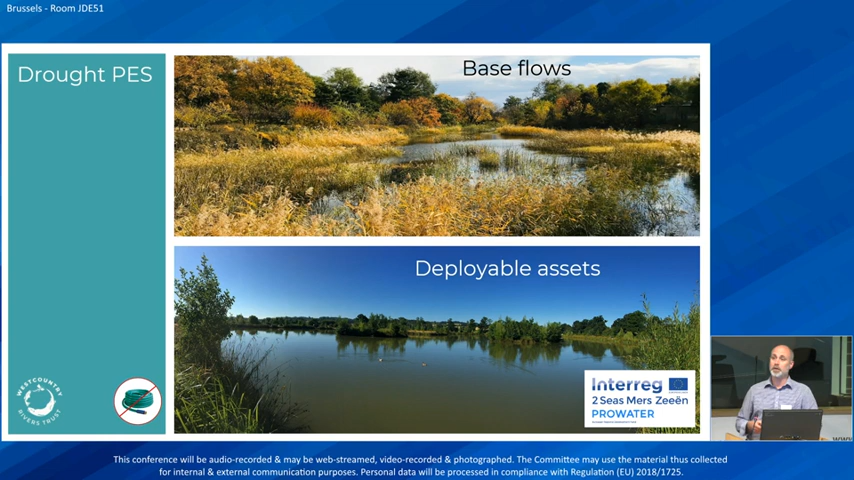 Brussels - Room JDE51
Drought PES
Base flows
Deployable assets
WESTCOUNTRY
RIVERS TRUST
Interreg
2 Seas Mers Zeeën
PROWATER
This conference will be audio-recorded & may be web-streamed, video-recorded & photographed. The Committee may use the material thus collected
for internal & external communication purposes. Personal data will be processed in compliance with Regulation (EU) 2018/1725.